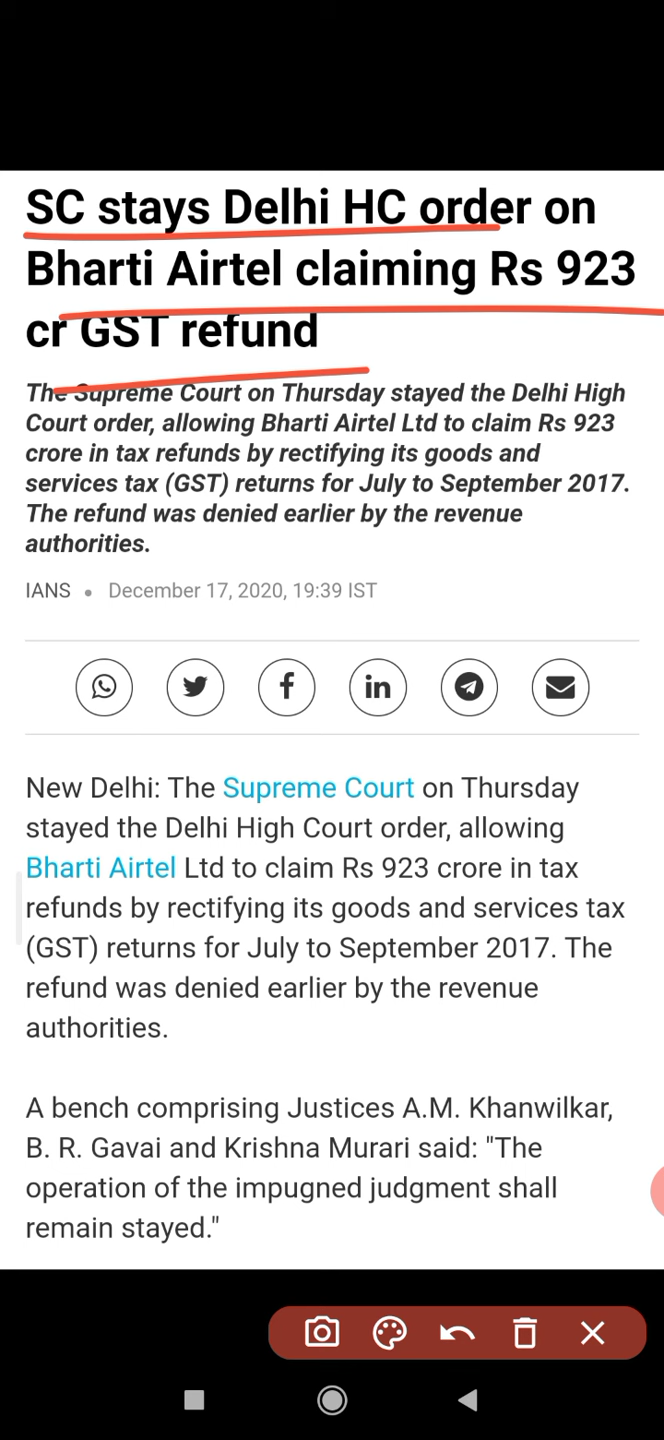 SC stays Delhi HC order on
Bharti Airtel claiming Rs 923
cr GST refund
The Supreme Court on Thursday stayed the Delhi High
Court order, allowing Bharti Airtel Ltd to claim Rs 923
crore in tax refunds by rectifying its goods and
services tax (GST) returns for July to September 2017.
The refund was denied earlier by the revenue
authorities.
IANS • December 17, 2020, 19:39 IST
New Delhi: The Supreme Court on Thursday
stayed the Delhi High Court order, allowing
Bharti Airtel Ltd to claim Rs 923 crore in tax
refunds by rectifying its goods and services tax
(GST) returns for July to September 2017. The
refund was denied earlier by the revenue
authorities.
A bench comprising Justices A.M. Khanwilkar,
B. R. Gavai and Krishna Murari said: "The
operation of the impugned judgment shall
remain stayed."